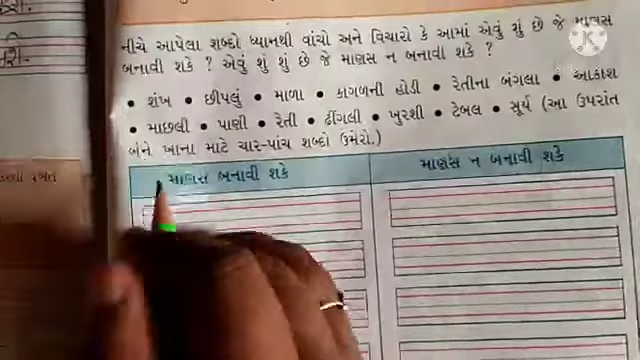 નીચે આપેલા શબ્દો ધ્યાનથી વાંચો અને વિચારો કે આમાં એવું શું છે જે માણસ
બનાવી શકે ? એવું શું શું છે જે માણસ ન બનાવી શકે ?
• શંખ • છીપલું • માળા • કાગળની હોડી • રેતીના બંગલા • આકાશ
• માછલી • પાણી • રેતી • ઢીંગલી • ખુરશી • ટેબલ • સૂર્ય (આ ઉપરાંત
બંને ખાના માટે ચાર-પાંચ શબ્દો ઉમેરો.)
માણસ બનાવી શકે
માણસ ન બનાવી શકે